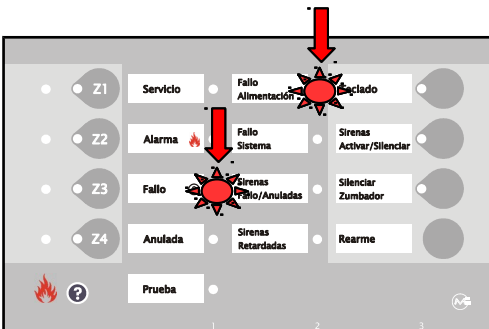 Z1
Servicio
Fallo
Alimentación
Z2
Alarma
Fallo
Sistema
Sirenas
Activar/Silenciar
Z3
Fallo
Sirenas
Fallo/Anuladas
Silenciar
Zumbador
Z4
Anulada
Sirenas
Retardadas
Rearme
?
Prueba
1
2
3